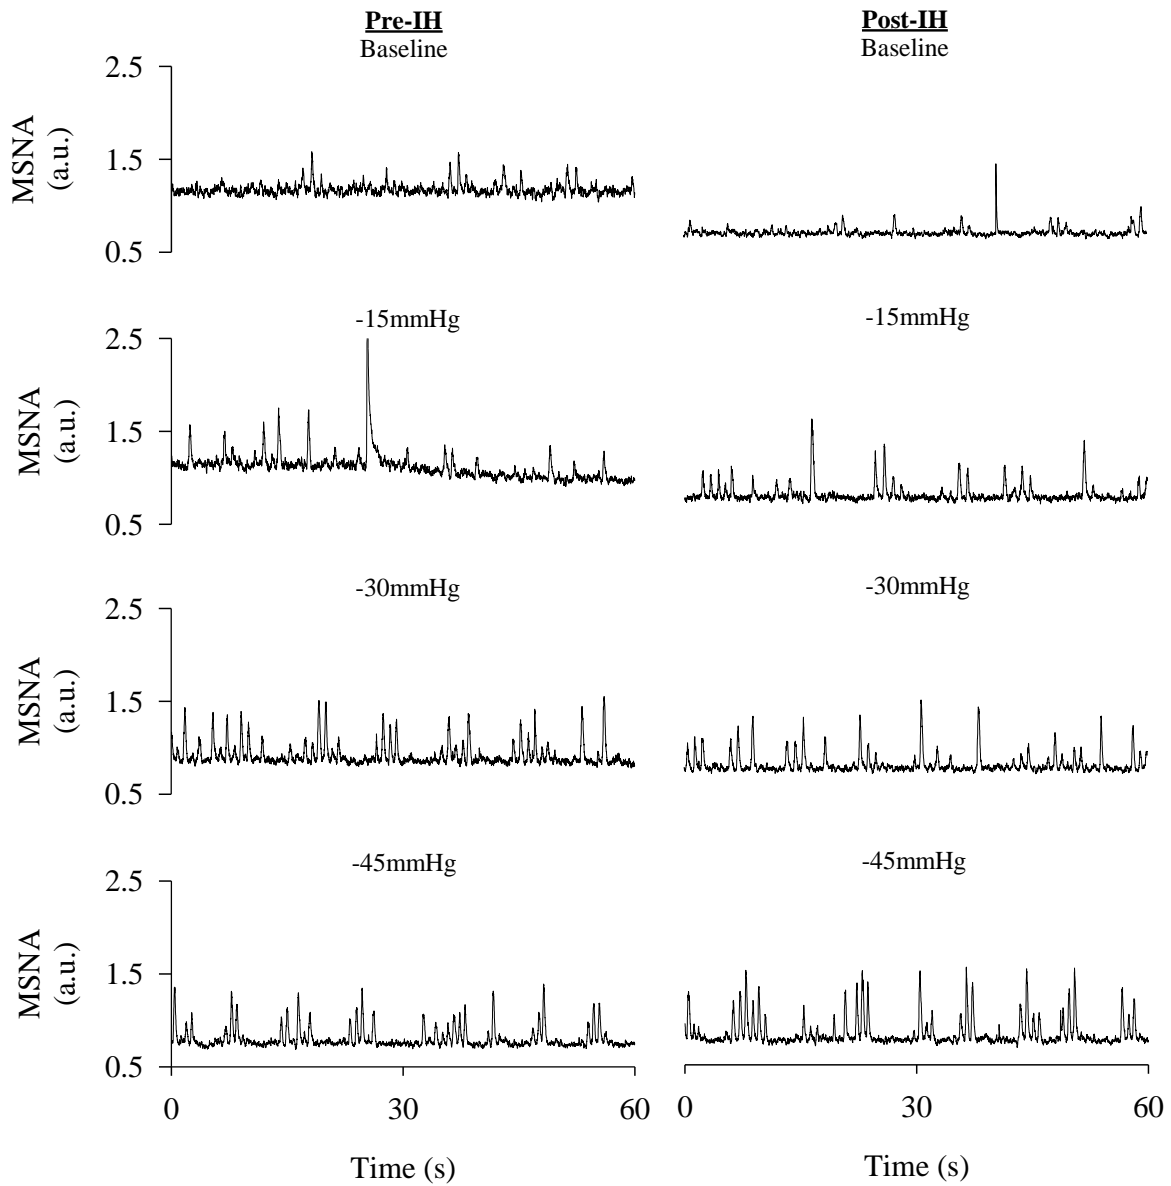 Pre-IH
Baseline
Post-IH
Baseline
MSNA
(a.u.)
2.5
1.5
0.5
-15mmHg
-15mmHg
MSNA
(a.u.)
2.5
1.5
0.5
-30mmHg
-30mmHg
MSNA
(a.u.)
2.5
1.5
0.5
-45mmHg
-45mmHg
MSNA
(a.u.)
2.5
1.5
0.5
0 30 60
0 30 60
Time (s)
Time (s)